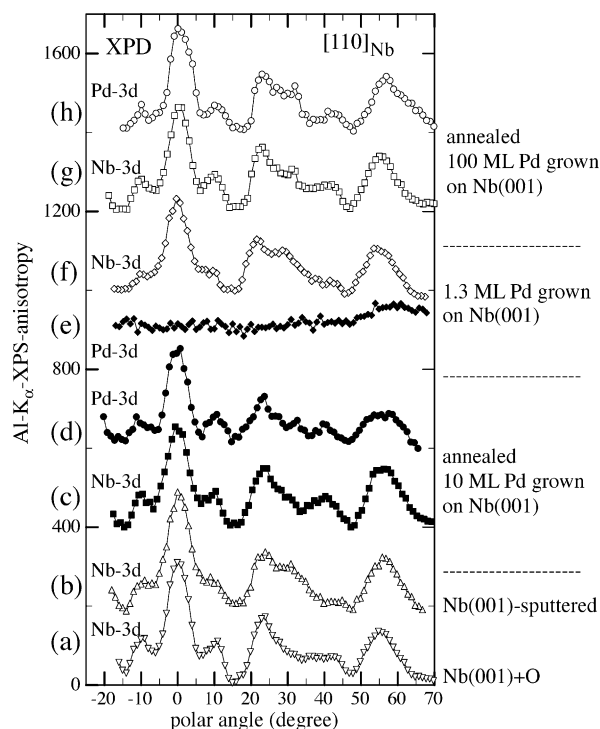 XPD [110]Nb
1600
Pd-3d
(h)
annealed
100 ML Pd grown
on Nb(001)
Nb-3d
(g)
1200
Nb-3d
(f)
1.3 ML Pd grown
on Nb(001)
(e)
Pd-3d
800
Pd-3d
(d)
annealed
10 ML Pd grown
on Nb(001)
Nb-3d
(c)
400
Nb-3d
(b)
Nb(001)-sputtered
Nb-3d
(a)
Nb(001)+O
0
-20 -10 0 10 20 30 40 50 60 70
polar angle (degree)
Al-Kα-XPS-anisotropy